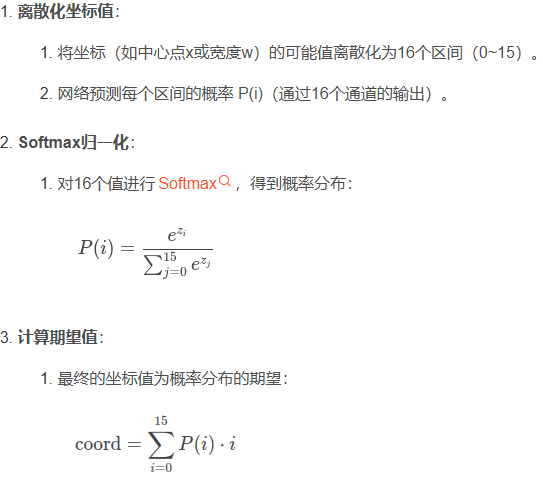 1. 离散化坐标值：
1. 将坐标（如中心点x或宽度w）的可能值离散化为16个区间（0~15）。
2. 网络预测每个区间的概率 P(i)（通过16个通道的输出）。
2. Softmax归一化：
1. 对16个值进行 Softmax，得到概率分布：
P(i) = \frac{e^{z_i}}{\sum_{j=0}^{15} e^{z_j}}
3. 计算期望值：
1. 最终的坐标值为概率分布的期望：
coord = \sum_{i=0}^{15} P(i) · i